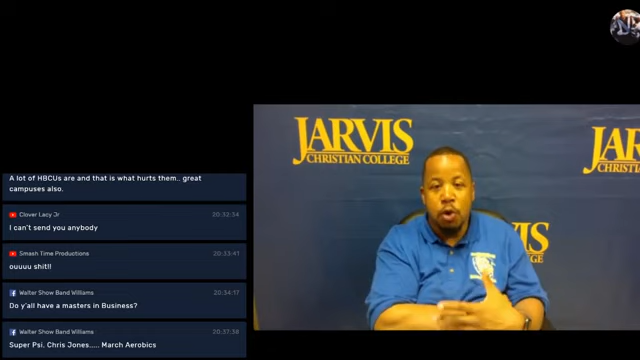 A lot of HBCUs are and that is what hurts them.. great
campuses also.
Clover Lacy Jr 20:32:34
I can't send you anybody
Smash Time Productions 20:33:41
ouuuu shit!!
Walter Show Band Williams 20:34:17
Do y'all have a masters in Business?
Walter Show Band Williams 20:37:38
Super Psi, Chris Jones..... March Aerobics
JARVIS
CHRISTIAN COLLEGE
JARVIS
CHRISTIAN
IS
EGE